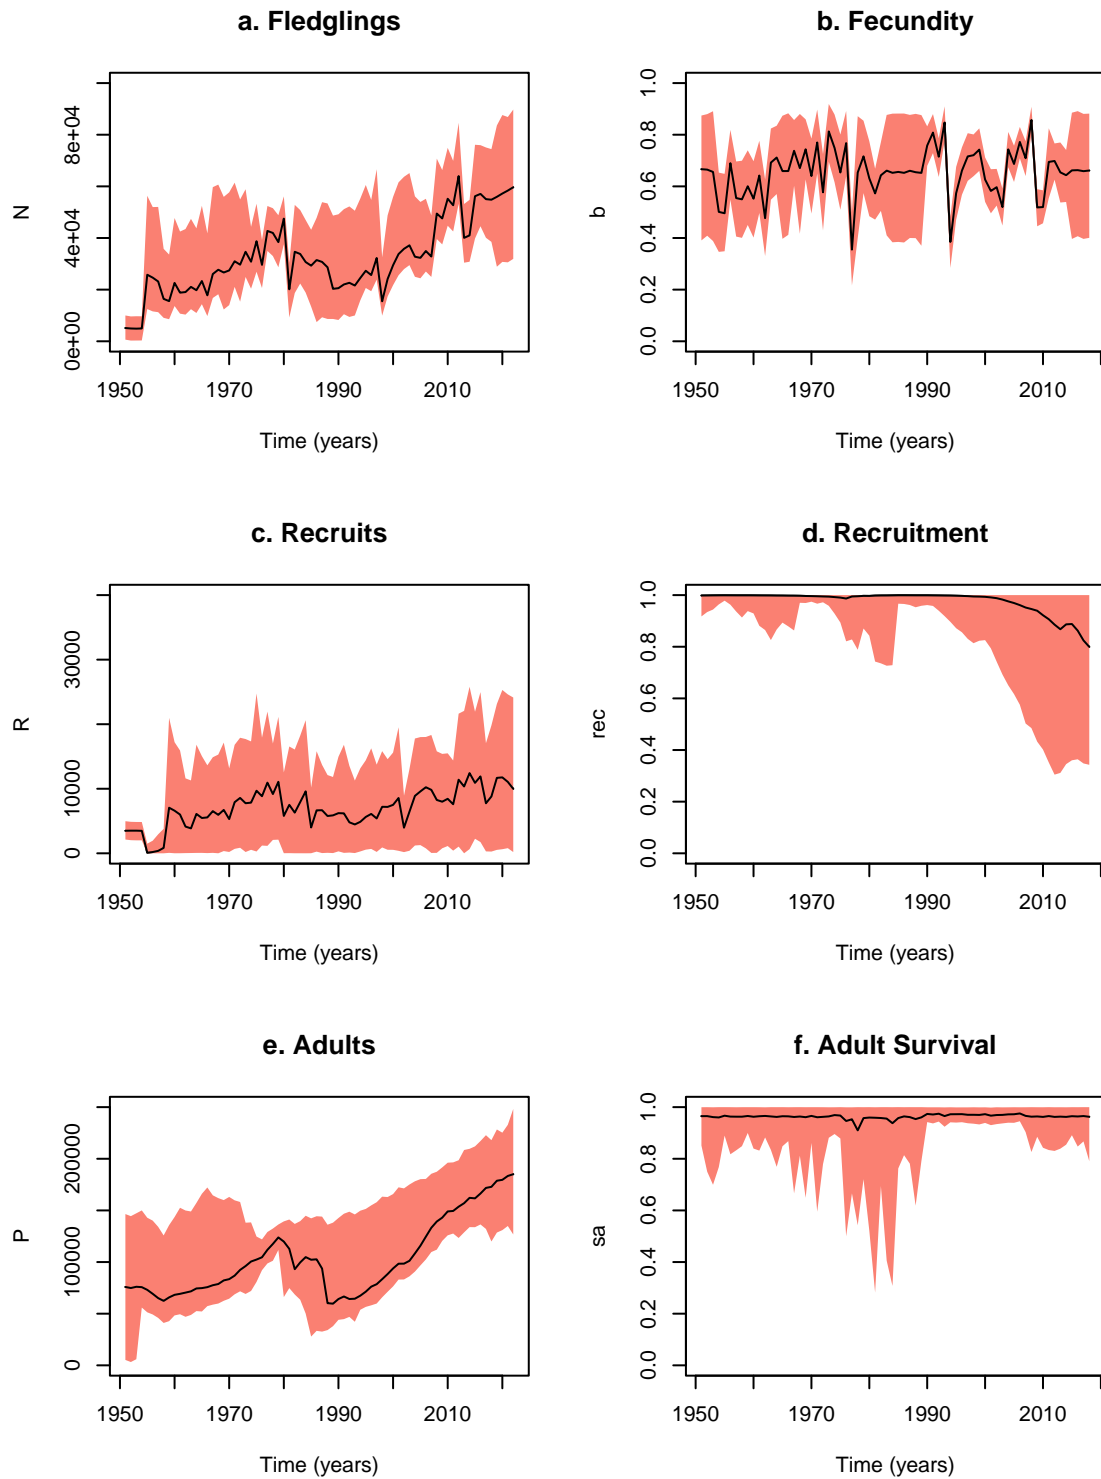 a. Fledglings
N
0e+00 4e+04 8e+04
1950 1970 1990 2010
Time (years)
b. Fecundity
b
0.0 0.2 0.4 0.6 0.8 1.0
1950 1970 1990 2010
Time (years)
c. Recruits
R
0 10000 30000
1950 1970 1990 2010
Time (years)
d. Recruitment
rec
0.0 0.2 0.4 0.6 0.8 1.0
1950 1970 1990 2010
Time (years)
e. Adults
P
0 100000 200000
1950 1970 1990 2010
Time (years)
f. Adult Survival
sa
0.0 0.2 0.4 0.6 0.8 1.0
1950 1970 1990 2010
Time (years)